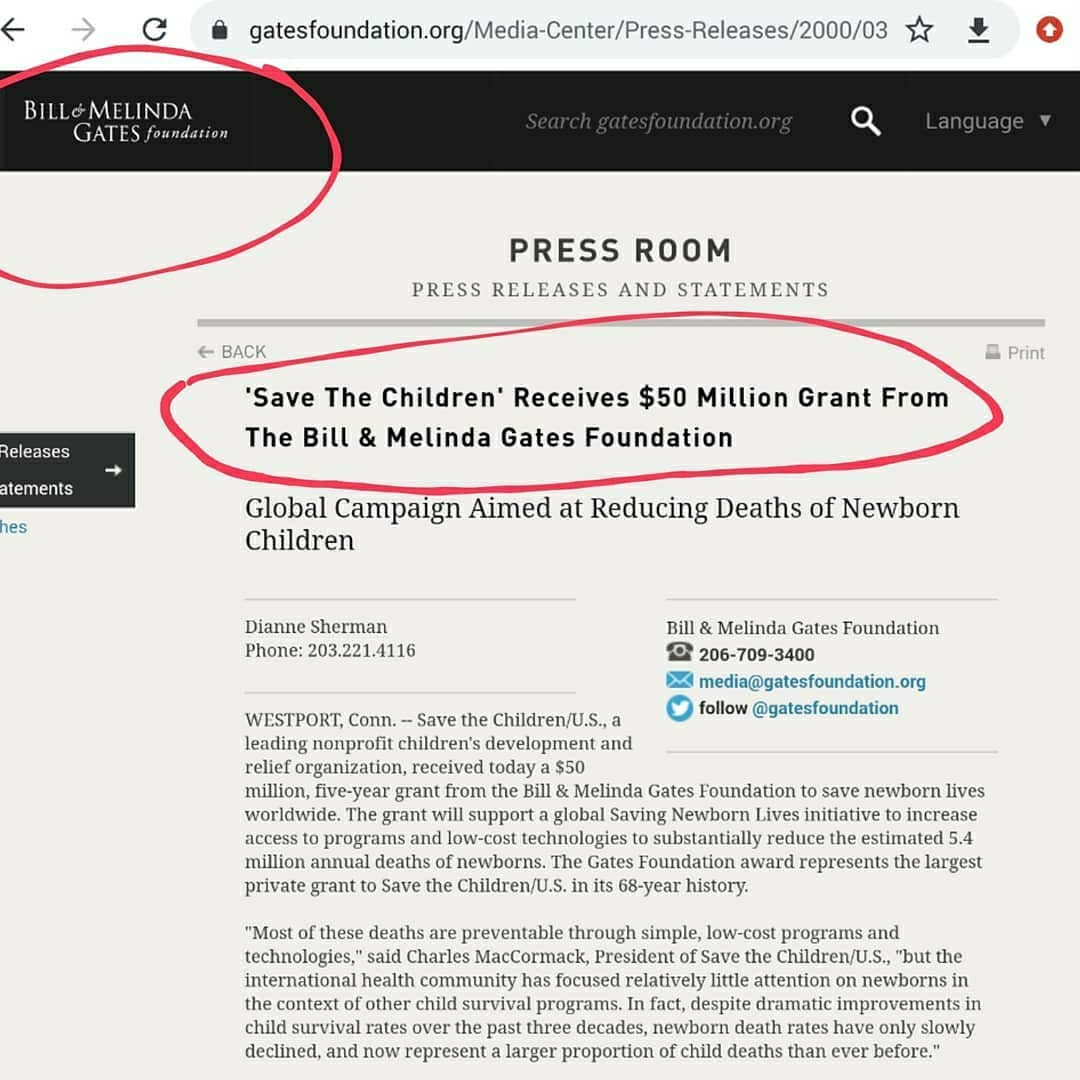 gatesfoundation.org/Media-Center/Press-Releases/2000/03
BILL & MELINDA
GATES foundation
Search gatesfoundation.org
Language
PRESS ROOM
PRESS RELEASES AND STATEMENTS
BACK
Print
'Save The Children' Receives $50 Million Grant From
The Bill & Melinda Gates Foundation
Releases
atements
hes
Global Campaign Aimed at Reducing Deaths of Newborn
Children
Dianne Sherman
Phone: 203.221.4116
Bill & Melinda Gates Foundation
206-709-3400
media@gatesfoundation.org
follow @gatesfoundation
WESTPORT, Conn. -- Save the Children/U.S., a
leading nonprofit children's development and
relief organization, received today a $50
million, five-year grant from the Bill & Melinda Gates Foundation to save newborn lives
worldwide. The grant will support a global Saving Newborn Lives initiative to increase
access to programs and low-cost technologies to substantially reduce the estimated 5.4
million annual deaths of newborns. The Gates Foundation award represents the largest
private grant to Save the Children/U.S. in its 68-year history.
"Most of these deaths are preventable through simple, low-cost programs and
technologies," said Charles MacCormack, President of Save the Children/U.S., "but the
international health community has focused relatively little attention on newborns in
the context of other child survival programs. In fact, despite dramatic improvements in
child survival rates over the past three decades, newborn death rates have only slowly
declined, and now represent a larger proportion of child deaths than ever before."